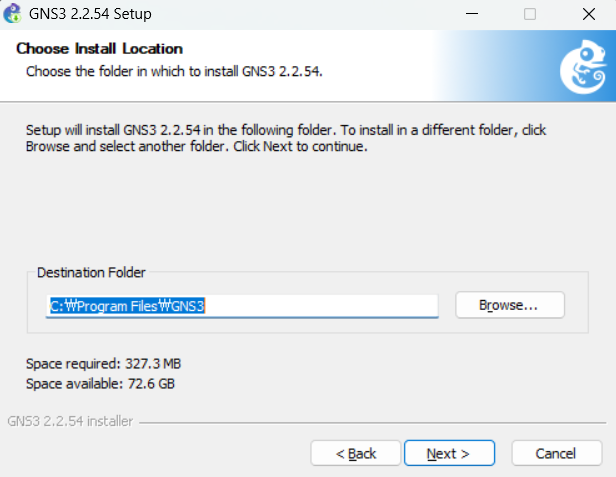 GNS3 2.2.54 Setup
Choose Install Location
Choose the folder in which to install GNS3 2.2.54.
Setup will install GNS3 2.2.54 in the following folder. To install in a different folder, click
Browse and select another folder. Click Next to continue.
Destination Folder
C:₩Program Files₩GNS3
Browse...
Space required: 327.3 MB
Space available: 72.6 GB
GNS3 2.2.54 installer
< Back
Next >
Cancel